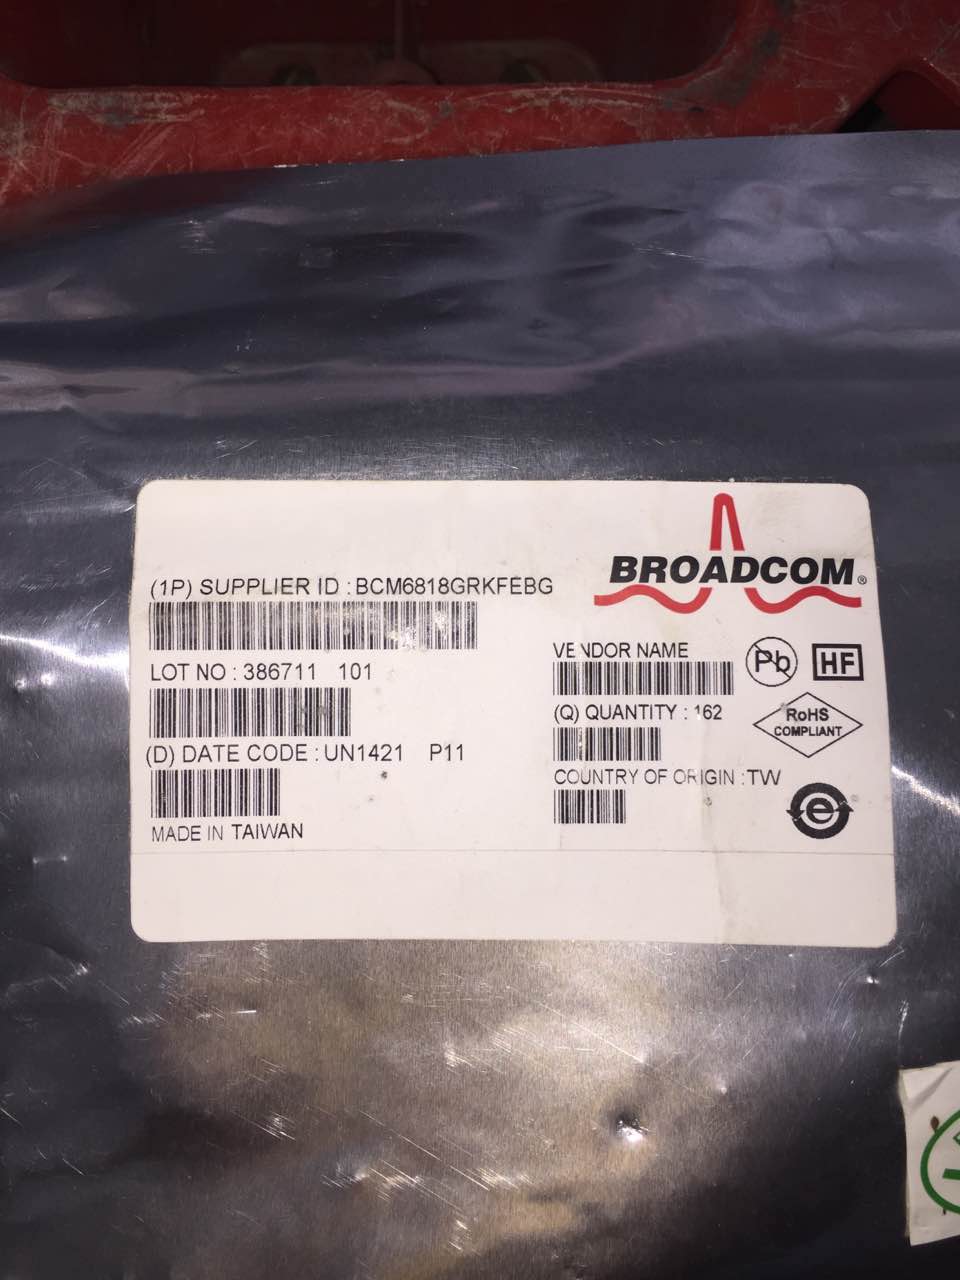 BROADCOM®
(1P) SUPPLIER ID : BCM6818GRKFEBG
LOT NO : 386711 101
(D) DATE CODE : UN1421 P11
MADE IN TAIWAN
VENDOR NAME
(Q) QUANTITY : 162
COUNTRY OF ORIGIN : TW
Pb
HF
RoHS
COMPLIANT
e